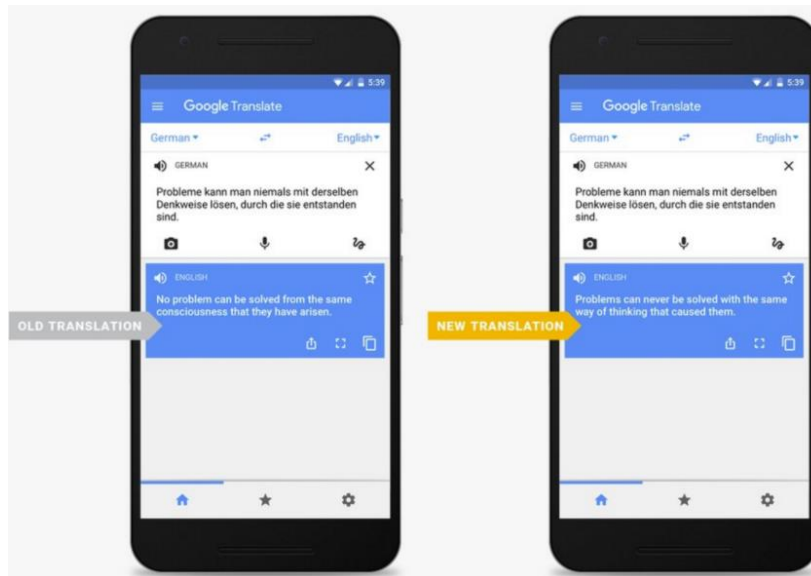 5:39
Google Translate
German
English
GERMAN
Probleme kann man niemals mit derselben
Denkweise lösen, durch die sie entstanden
sind.
ENGLISH
No problem can be solved from the same
consciousness that they have arisen.
OLD TRANSLATION
5:39
Google Translate
German
English
GERMAN
Probleme kann man niemals mit derselben
Denkweise lösen, durch die sie entstanden
sind.
ENGLISH
Problems can never be solved with the same
way of thinking that caused them.
NEW TRANSLATION